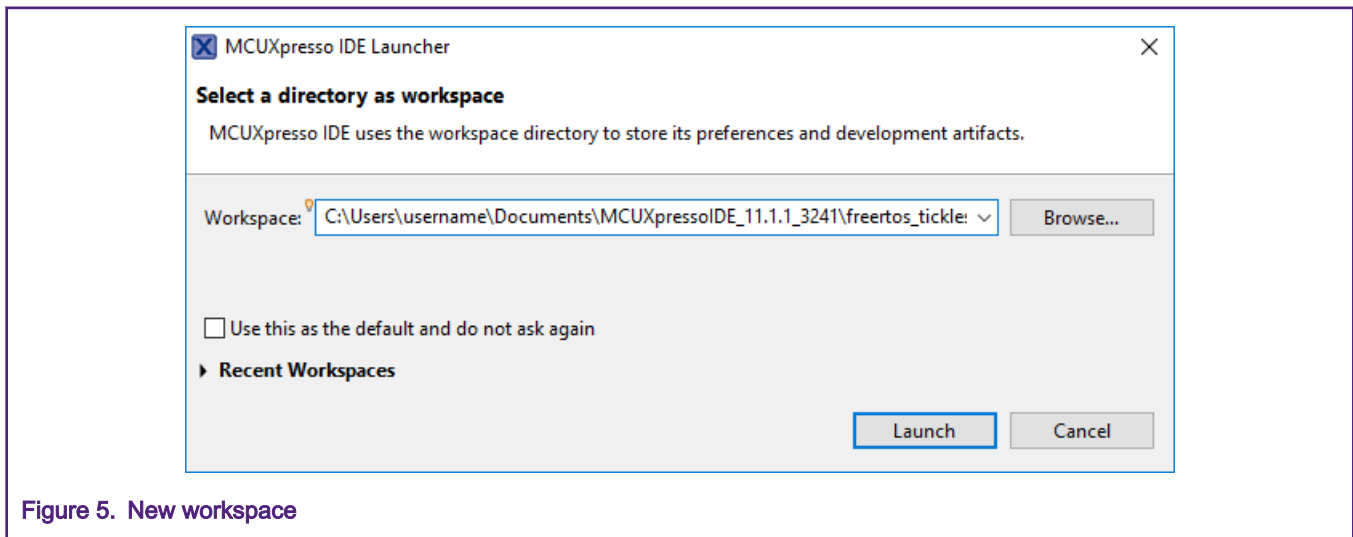 MCUXpresso IDE Launcher
Select a directory as workspace
MCUXpresso IDE uses the workspace directory to store its preferences and development artifacts.
Workspace: C:\Users\username\Documents\MCUXpressoIDE_11.1.1_3241\freertos_tickles Browse...
Use this as the default and do not ask again
Recent Workspaces
Launch Cancel
Figure 5. New workspace